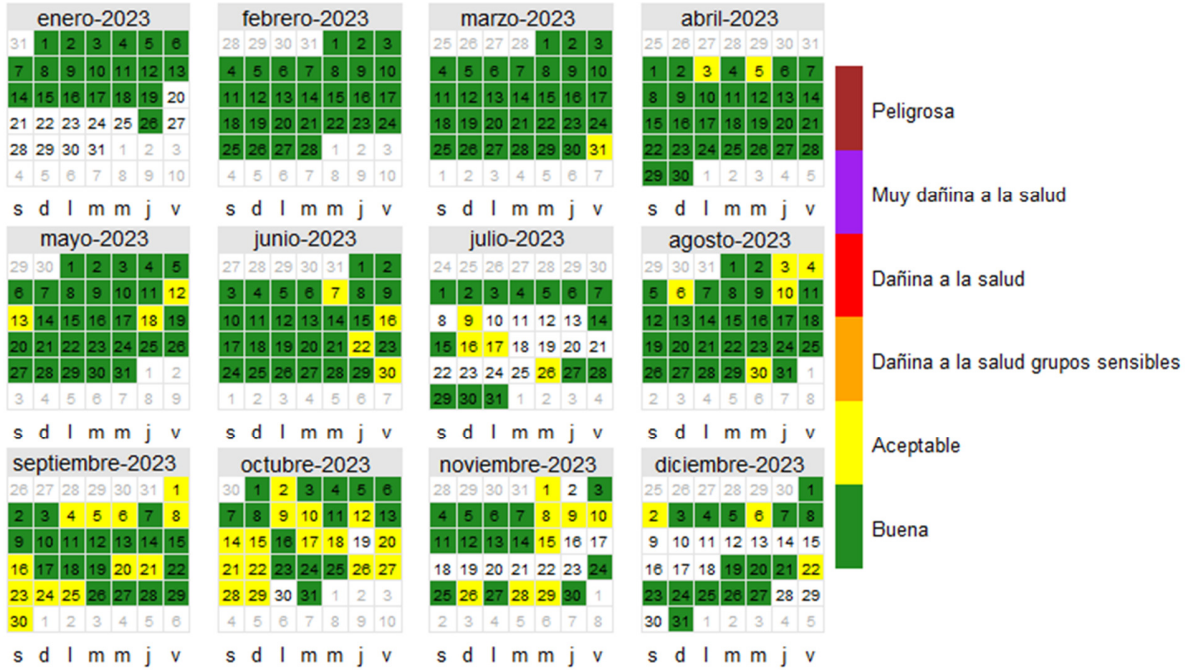 enero-2023 febrero-2023 marzo-2023 abril-2023
31 1 2 3 4 5 6 28 29 30 31 1 2 3 25 26 27 28 1 2 3 25 26 27 28 29 30 31
7 8 9 10 11 12 13 4 5 6 7 8 9 10 4 5 6 7 8 9 10 1 2 3 4 5 6 7
14 15 16 17 18 19 20 11 12 13 14 15 16 17 11 12 13 14 15 16 17 8 9 10 11 12 13 14
21 22 23 24 25 26 27 18 19 20 21 22 23 24 18 19 20 21 22 23 24 15 16 17 18 19 20 21
28 29 30 31 1 2 3 25 26 27 28 1 2 3 25 26 27 28 29 30 31 22 23 24 25 26 27 28
4 5 6 7 8 9 10 4 5 6 7 8 9 10 1 2 3 4 5 6 7 29 30 1 2 3 4 5
s d l m m j v s d l m m j v s d l m m j v s d l m m j v
mayo-2023 junio-2023 julio-2023 agosto-2023
29 30 1 2 3 4 5 27 28 29 30 31 1 2 24 25 26 27 28 29 30 29 30 31 1 2 3 4
6 7 8 9 10 11 12 3 4 5 6 7 8 9 1 2 3 4 5 6 7 5 6 7 8 9 10 11
13 14 15 16 17 18 19 10 11 12 13 14 15 16 8 9 10 11 12 13 14 12 13 14 15 16 17 18
20 21 22 23 24 25 26 17 18 19 20 21 22 23 15 16 17 18 19 20 21 19 20 21 22 23 24 25
27 28 29 30 31 1 2 24 25 26 27 28 29 30 22 23 24 25 26 27 28 26 27 28 29 30 31 1
3 4 5 6 7 8 9 1 2 3 4 5 6 7 29 30 31 1 2 3 4 2 3 4 5 6 7 8
s d l m m j v s d l m m j v s d l m m j v s d l m m j v
septiembre-2023 octubre-2023 noviembre-2023 diciembre-2023
26 27 28 29 30 31 1 30 1 2 3 4 5 6 28 29 30 31 1 2 3 25 26 27 28 29 30 1
2 3 4 5 6 7 8 7 8 9 10 11 12 13 4 5 6 7 8 9 10 2 3 4 5 6 7 8
9 10 11 12 13 14 15 14 15 16 17 18 19 20 11 12 13 14 15 16 17 9 10 11 12 13 14 15
16 17 18 19 20 21 22 21 22 23 24 25 26 27 18 19 20 21 22 23 24 16 17 18 19 20 21 22
23 24 25 26 27 28 29 28 29 30 31 1 2 3 25 26 27 28 29 30 1 23 24 25 26 27 28 29
30 1 2 3 4 5 6 4 5 6 7 8 9 10 2 3 4 5 6 7 8 30 31 1 2 3 4 5
s d l m m j v s d l m m j v s d l m m j v s d l m m j v
Peligrosa
Muy dañina a la salud
Dañina a la salud
Dañina a la salud grupos sensibles
Aceptable
Buena